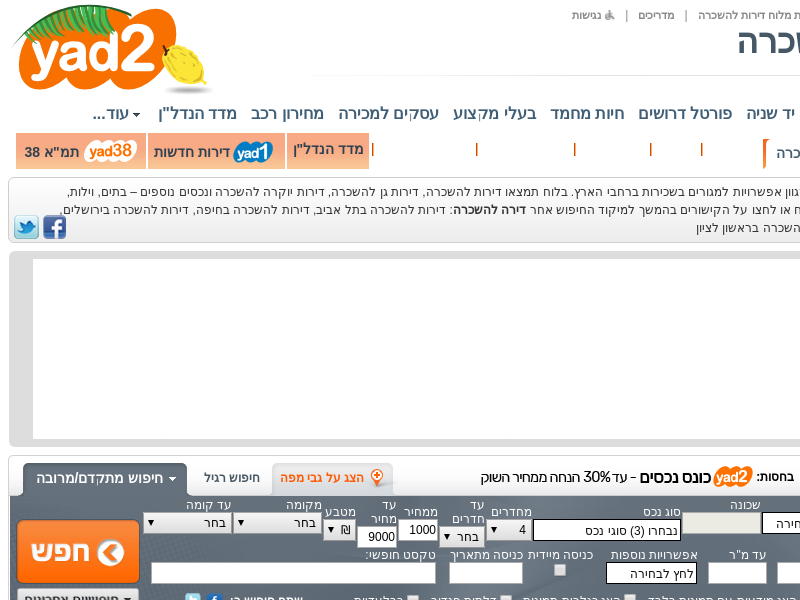 ת מלוח דירות להשכרה | מדריכים | נגישות
שכרה
yad2
יד שניה פורטל דרושים חיות מחמד בעלי מקצוע עסקים למכירה מחירון רכב מדד הנדל"ן עוד...
כרה מדד הנדל"ן yad1 דירות חדשות yad38 תמ"א 38
גוון אפשרויות למגורים בשכירות ברחבי הארץ. בלוח תמצאו דירות להשכרה, דירות גן להשכרה, דירות יוקרה להשכרה ונכסים נוספים – בתים, וילות,
ח או לחצו על הקישורים בהמשך למיקוד החיפוש אחר דירה להשכרה: דירות להשכרה בתל אביב, דירות להשכרה בחיפה, דירות להשכרה בירושלים,
השכרה בראשון לציון
בחסות: yad2 כונס נכסים - עד 30% הנחה ממחיר השוק
הצג על גבי מפה חיפוש רגיל חיפוש מתקדם/מרובה
שכונה סוג נכס מחדרים עד חדרים ממחיר עד מחיר מטבע מקומה עד קומה
חירה נבחרו (3) סוגי נכס 4 בחר 1000 9000 ₪ בחר בחר
חפש
עד מ"ר אפשרויות נוספות כניסה מיידית כניסה מתאריך טקסט חופשי:
לחץ לבחירה